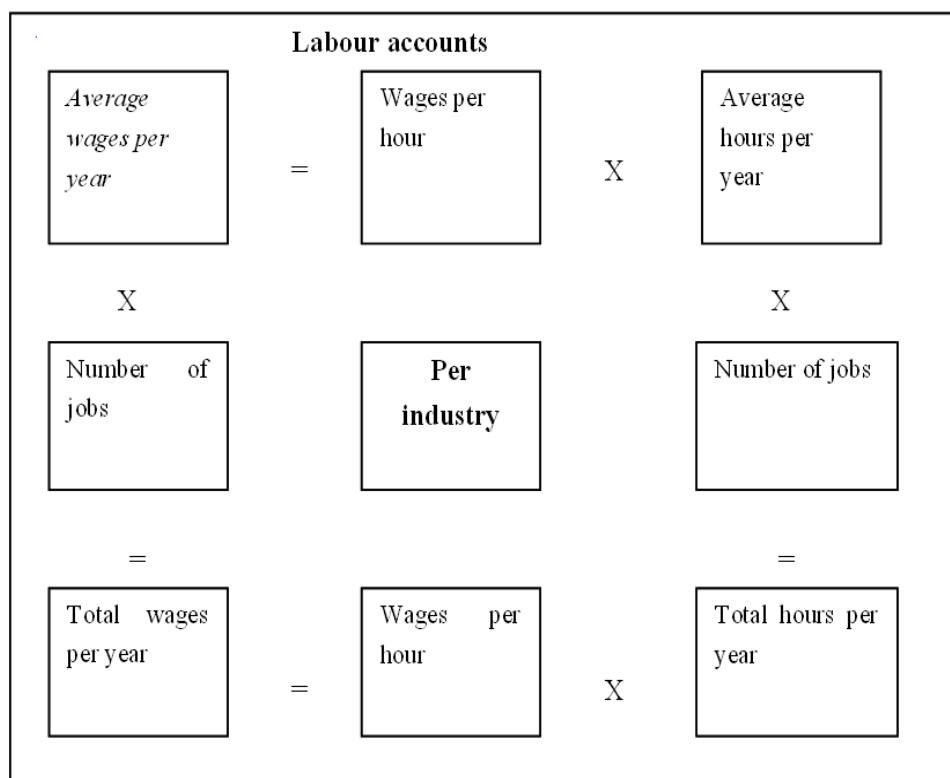 Labour accounts
Average
wages per
year
=
Wages per
hour
X
Average
hours per
year
X
X
Number of
jobs
Per
industry
Number of jobs
=
=
Total wages
per year
=
Wages per
hour
X
Total hours per
year